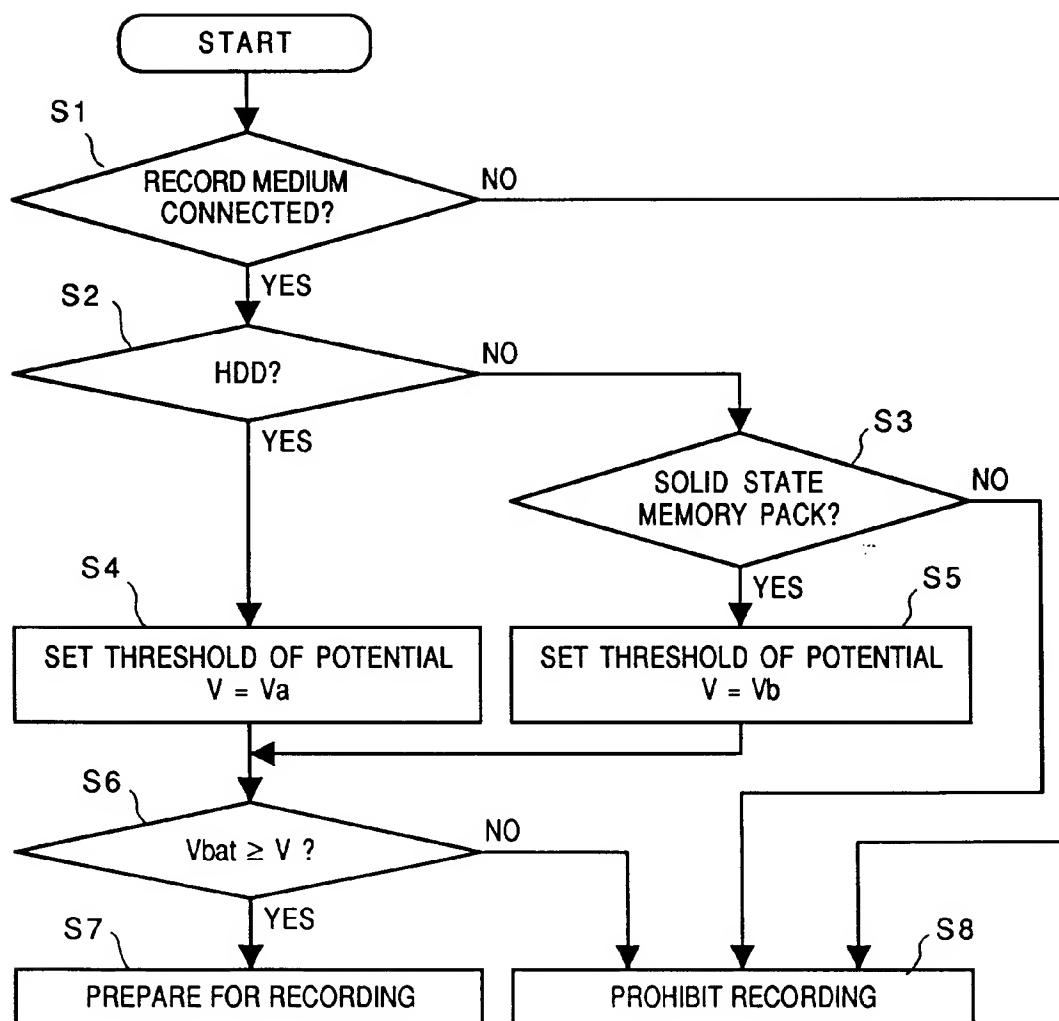 START
S1
RECORD MEDIUM
CONNECTED?
NO
YES
S2
HDD?
NO
YES
S3
SOLID STATE
MEMORY PACK?
NO
YES
S4
SET THRESHOLD OF POTENTIAL
V = Va
S5
SET THRESHOLD OF POTENTIAL
V = Vb
S6
Vbat ≥ V ?
NO
YES
S7
PREPARE FOR RECORDING
S8
PROHIBIT RECORDING